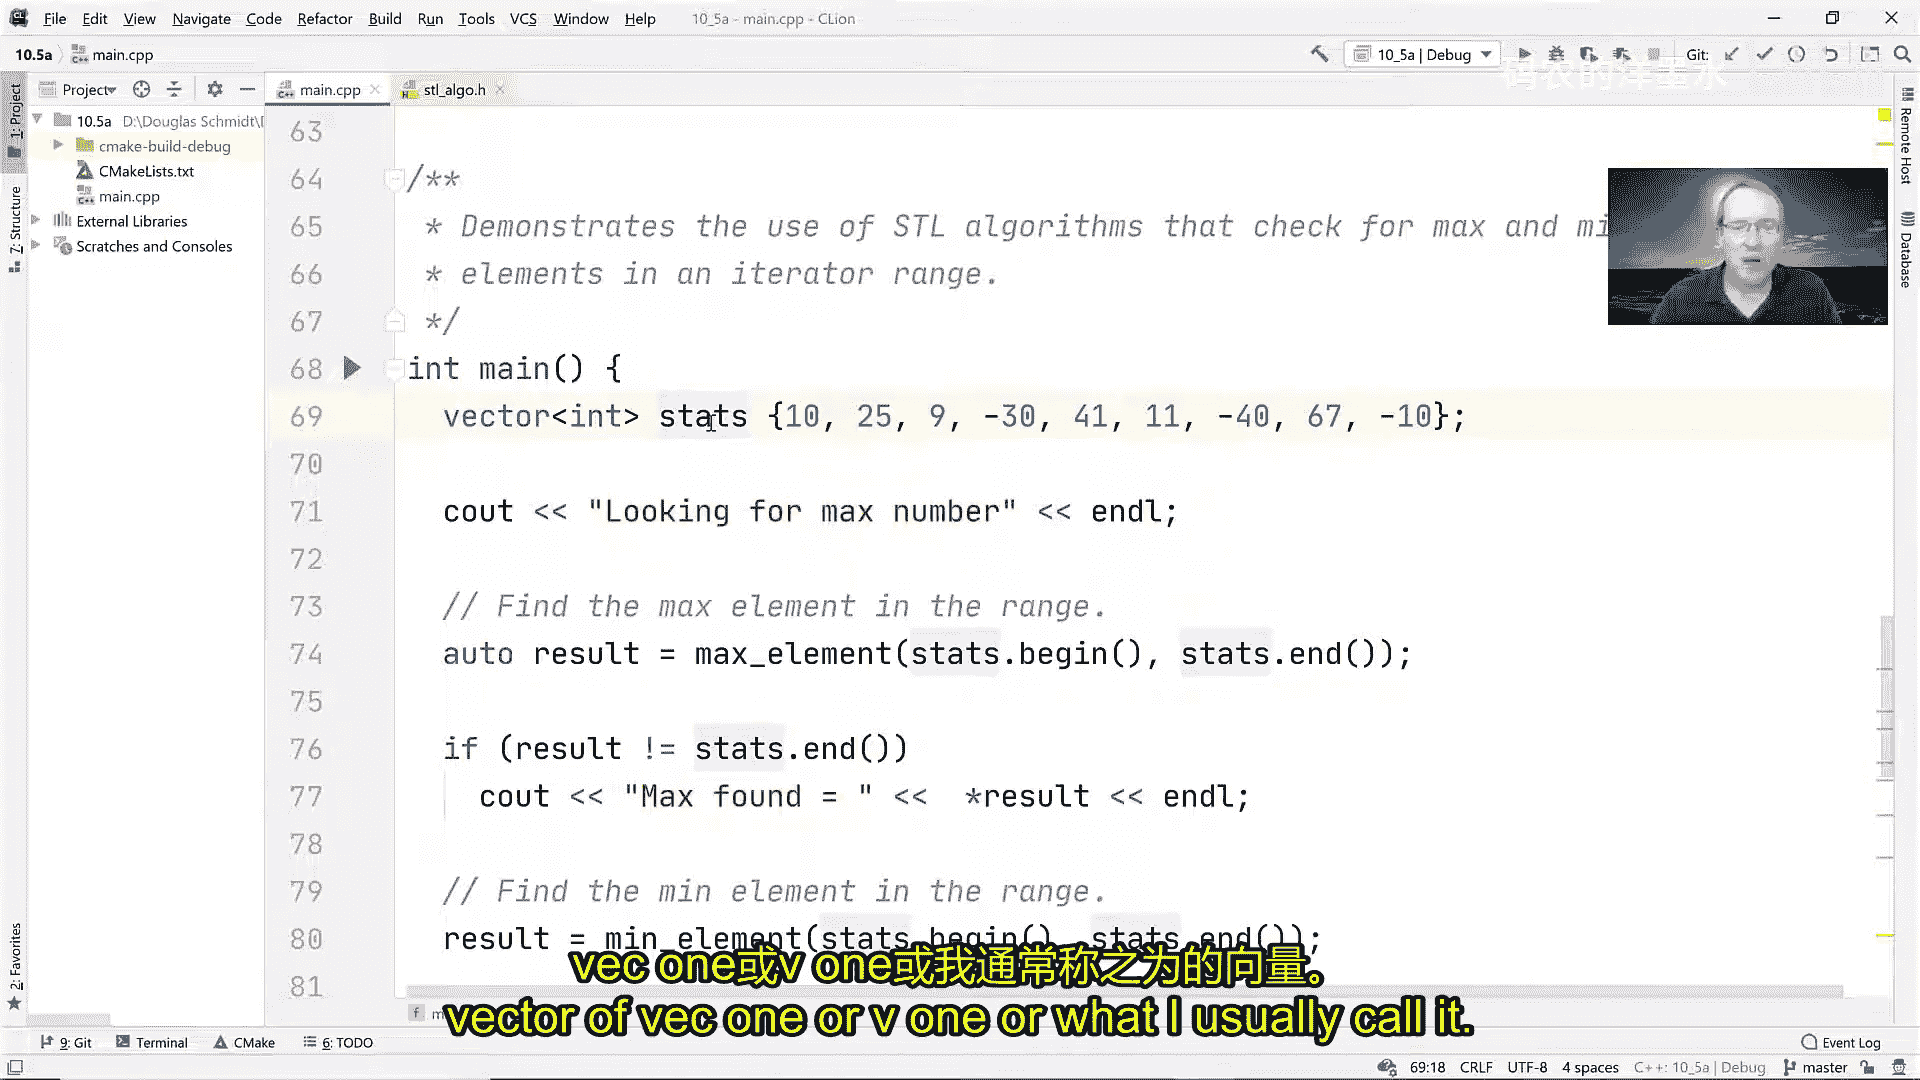 File Edit View Navigate Code Refactor Build Run Tools VCS Window Help 10_5a - main.cpp - CLion
10.5a main.cpp 10_5a | Debug Git:
码农的洋墨水
1: Project Project main.cpp stl_algo.h
10.5a D:\Douglas Schmidt\
cmake-build-debug
CMakeLists.txt
main.cpp
External Libraries
Scratches and Consoles
7: Structure
2: Favorites
Remote Host
Database
63
64 /**
65 * Demonstrates the use of STL algorithms that check for max and mi
66 * elements in an iterator range.
67 */
68 int main() {
69 vector<int> stats {10, 25, 9, -30, 41, 11, -40, 67, -10};
70
71 cout << "Looking for max number" << endl;
72
73 // Find the max element in the range.
74 auto result = max_element(stats.begin(), stats.end());
75
76 if (result != stats.end())
77 cout << "Max found = " << *result << endl;
78
79 // Find the min element in the range.
80 result = min_element(stats.begin(), stats.end());
81
vec one或v one或我通常称之为的向量。
vector of vec one or v one or what I usually call it.
f m
9: Git Terminal CMake 6: TODO Event Log
69:18 CRLF UTF-8 4 spaces C++: 10_5a | Debug master